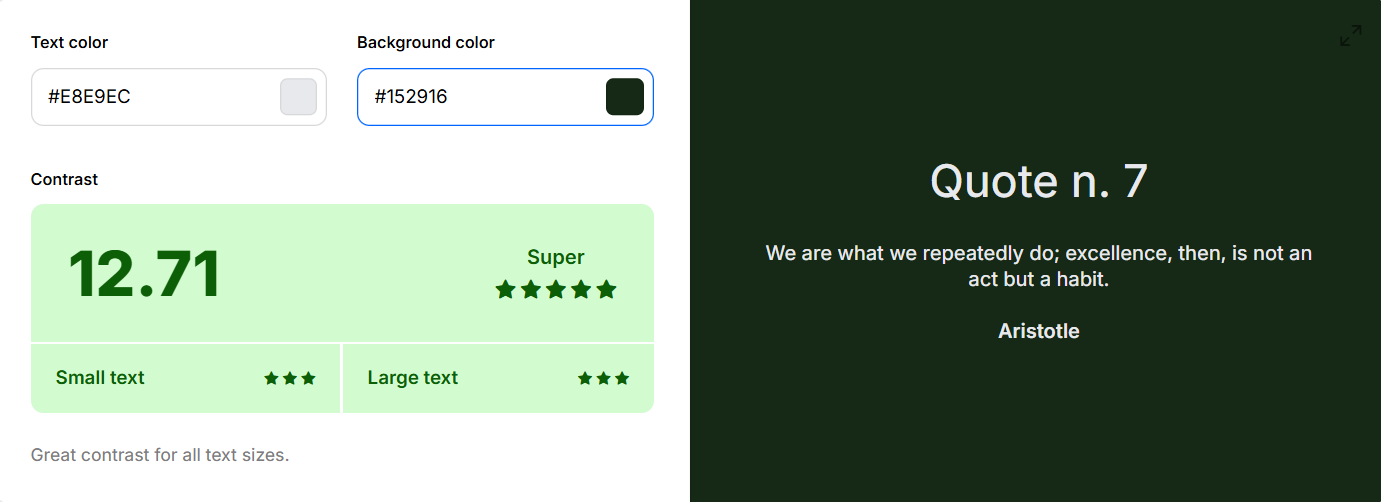 Text color
Background color
#E8E9EC
#152916
Contrast
12.71
Super
Small text
Large text
Great contrast for all text sizes.
Quote n. 7
We are what we repeatedly do; excellence, then, is not an
act but a habit.
Aristotle